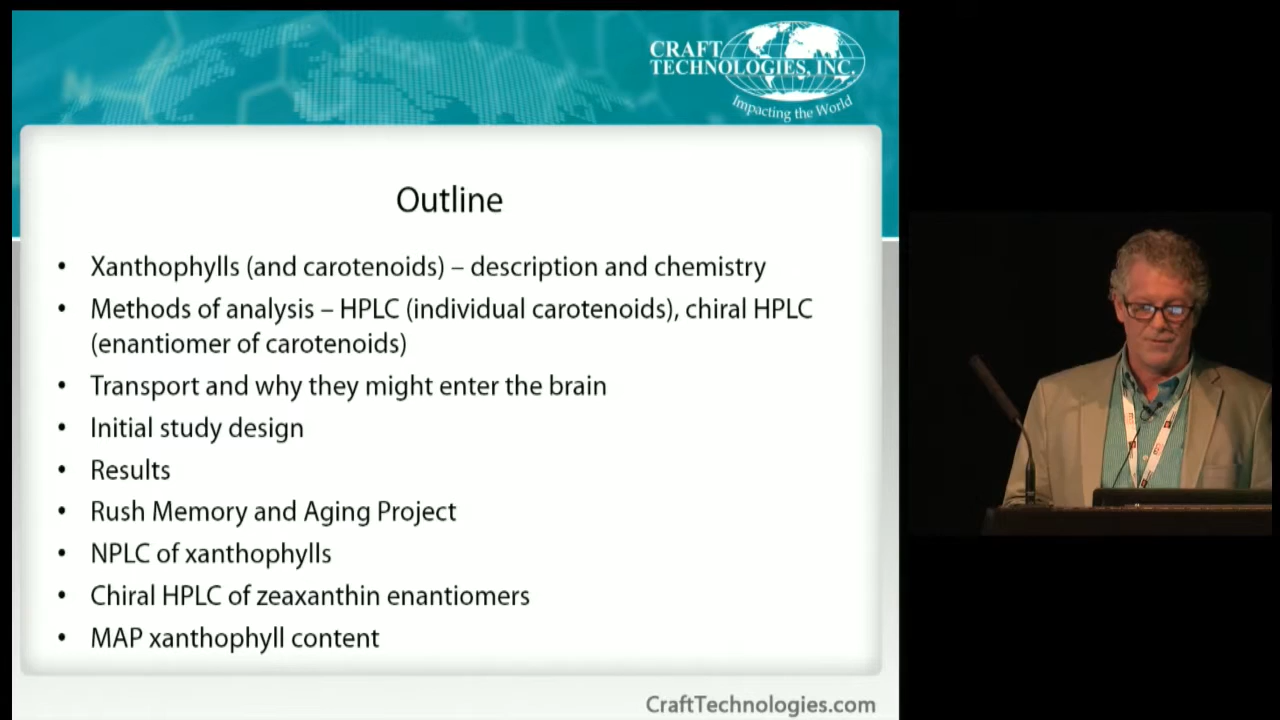 CRAFT
TECHNOLOGIES, INC.
Impacting the World
Outline
• Xanthophylls (and carotenoids) – description and chemistry
• Methods of analysis – HPLC (individual carotenoids), chiral HPLC
(enantiomer of carotenoids)
• Transport and why they might enter the brain
• Initial study design
• Results
• Rush Memory and Aging Project
• NPLC of xanthophylls
• Chiral HPLC of zeaxanthin enantiomers
• MAP xanthophyll content
CraftTechnologies.com